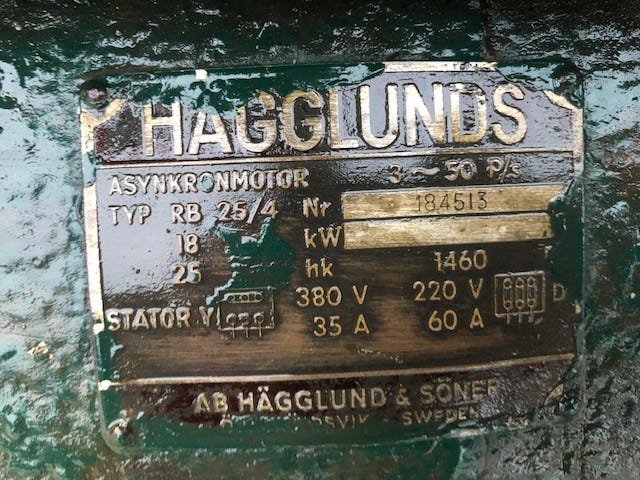 HÄGGLUNDS
ASYNKRONMOTOR 3 ~ 50 P/s
TYP RB 25/4 Nr 184513
18 kW
25 hk 1460
380 V 220 V D
STATOR Y 35 A 60 A
AB HÄGGLUND & SÖNER
SWEDEN